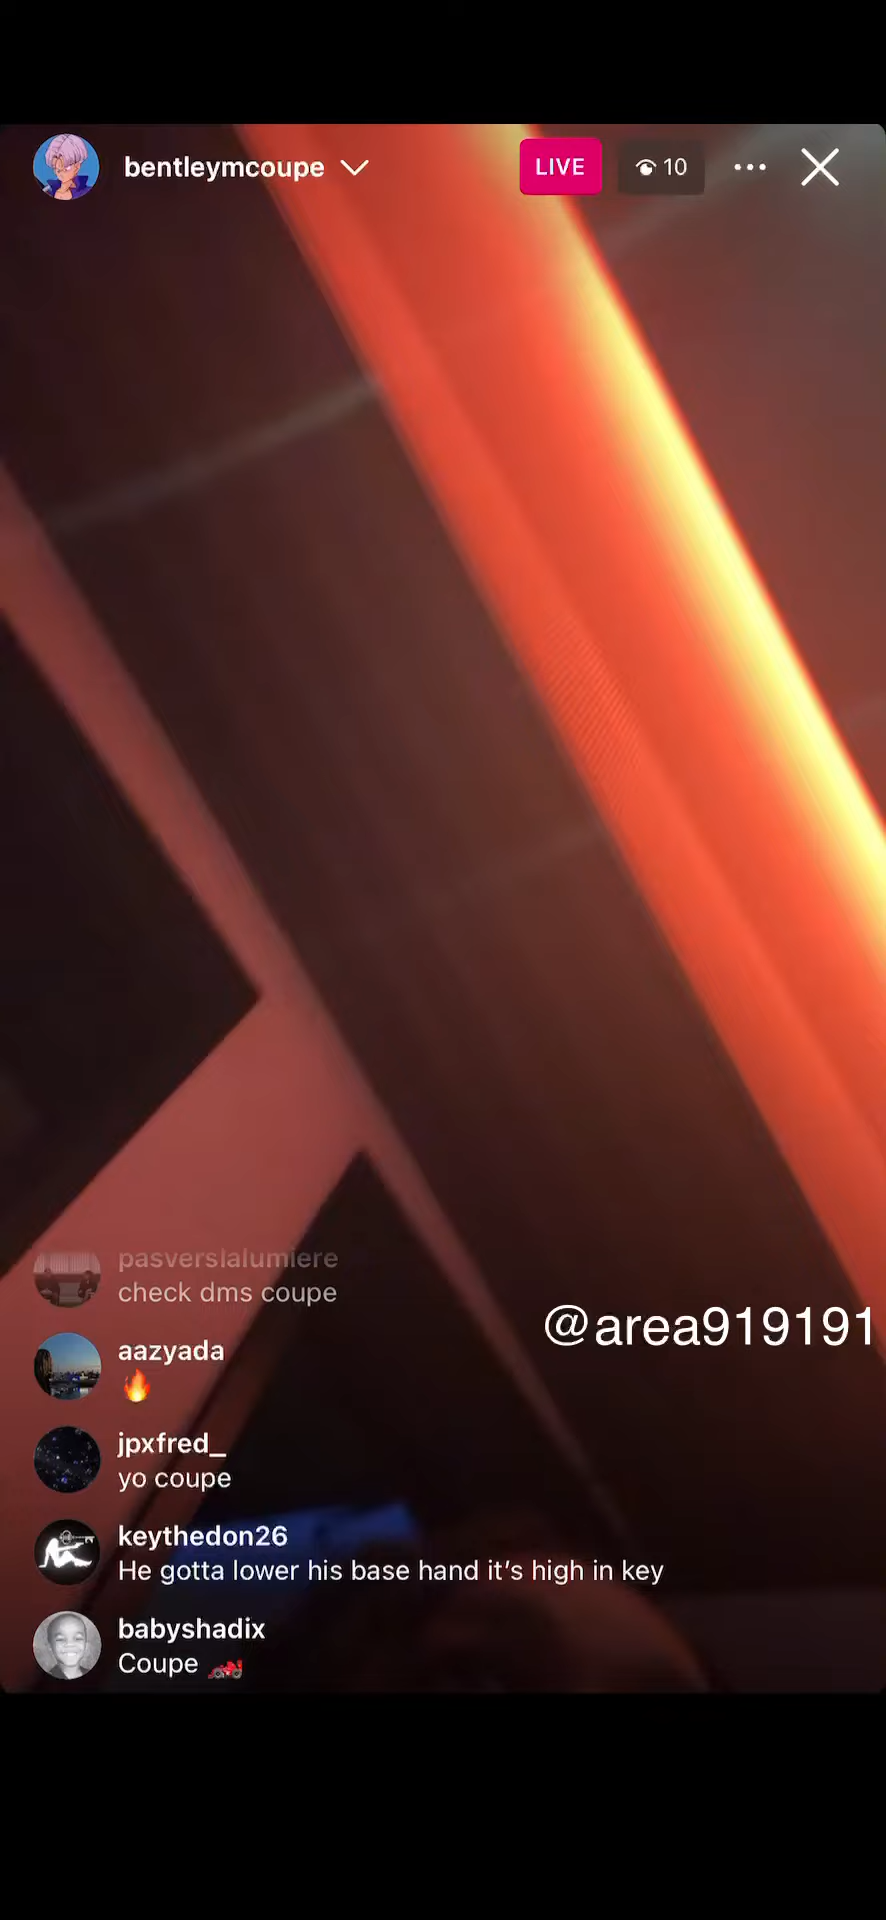 bentleymcoupe
LIVE
10
pasverslalumiere
check dms coupe
@area919191
aazyada
🔥
jpxfred_
yo coupe
keythedon26
He gotta lower his base hand it’s high in key
babyshadix
Coupe 🏎️